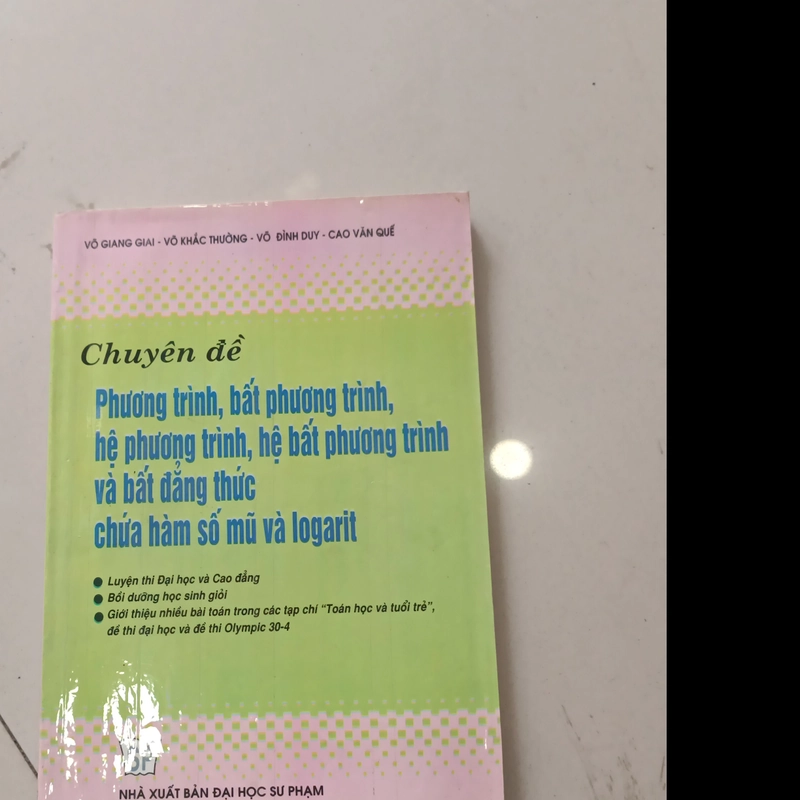 VÕ GIANG GIAI - VÕ KHẮC THƯỜNG - VÕ ĐÌNH DUY - CAO VĂN QUẾ
Chuyên đề
Phương trình, bất phương trình,
hệ phương trình, hệ bất phương trình
và bất đẳng thức
chứa hàm số mũ và logarit
● Luyện thi Đại học và Cao đẳng
● Bồi dưỡng học sinh giỏi
● Giới thiệu nhiều bài toán trong các tạp chí "Toán học và tuổi trẻ",
đề thi đại học và đề thi Olympic 30-4
NHÀ XUẤT BẢN ĐẠI HỌC SƯ PHẠM